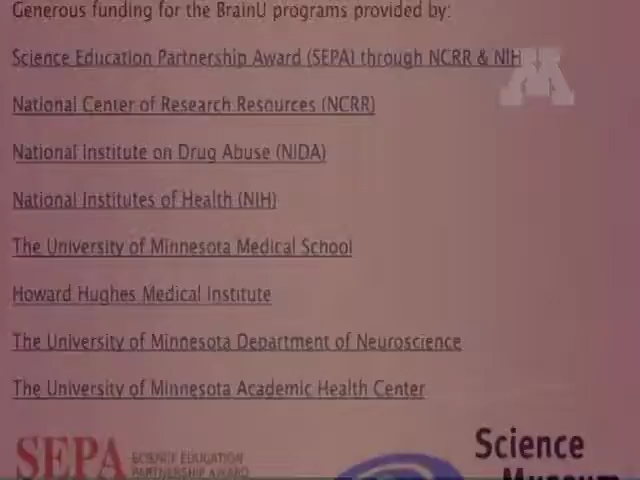 Generous funding for the BrainU programs provided by:
Science Education Partnership Award (SEPA) through NCRR & NIH
National Center of Research Resources (NCRR)
National Institute on Drug Abuse (NIDA)
National Institutes of Health (NIH)
The University of Minnesota Medical School
Howard Hughes Medical Institute
The University of Minnesota Department of Neuroscience
The University of Minnesota Academic Health Center
SEPA SCIENCE EDUCATION
PARTNERSHIP AWARD
Science
Museum